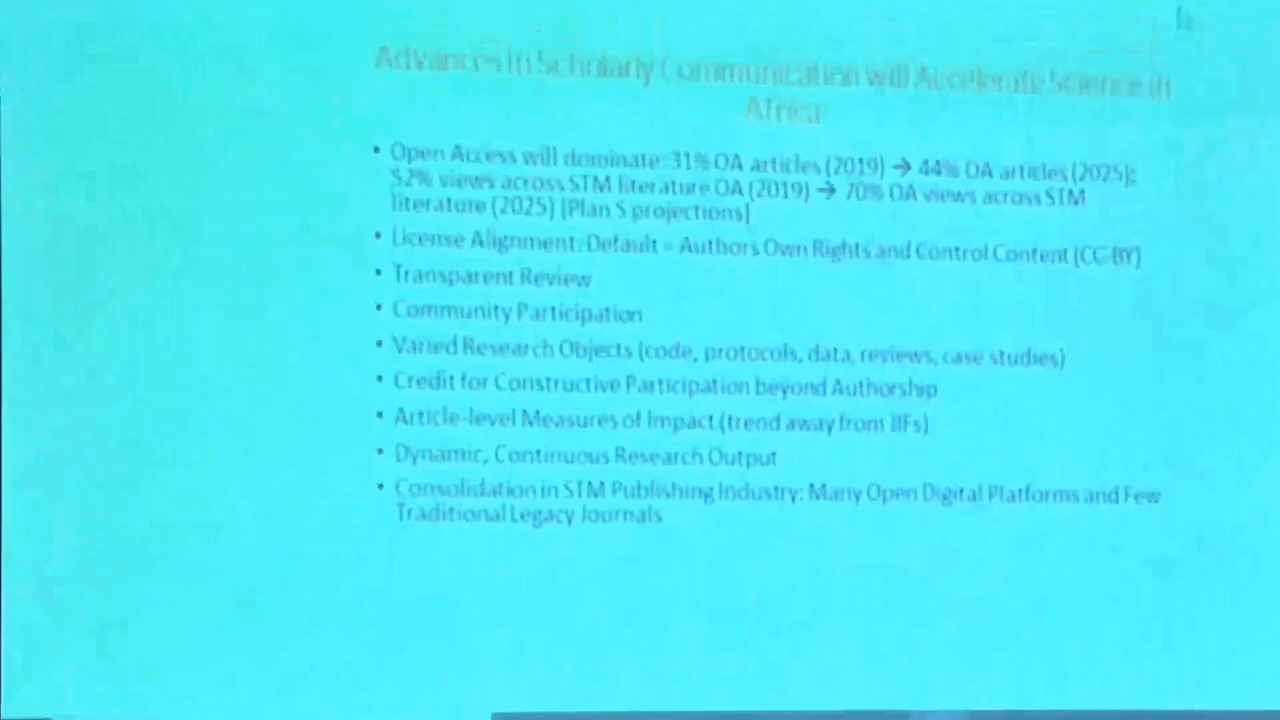 Advances in Scholarly Communication will Accelerate Science in
Africa
• Open Access will dominate: 31% OA articles (2019) → 44% OA articles (2025);
52% views across STM literature OA (2019) → 70% OA views across STM
literature (2025) [Plan S projections]
• License Alignment: Default = Authors Own Rights and Control Content (CC-BY)
• Transparent Review
• Community Participation
• Varied Research Objects (code, protocols, data, reviews, case studies)
• Credit for Constructive Participation beyond Authorship
• Article-level Measures of Impact (trend away from IIFs)
• Dynamic, Continuous Research Output
• Consolidation in STM Publishing Industry: Many Open Digital Platforms and Few
Traditional Legacy Journals